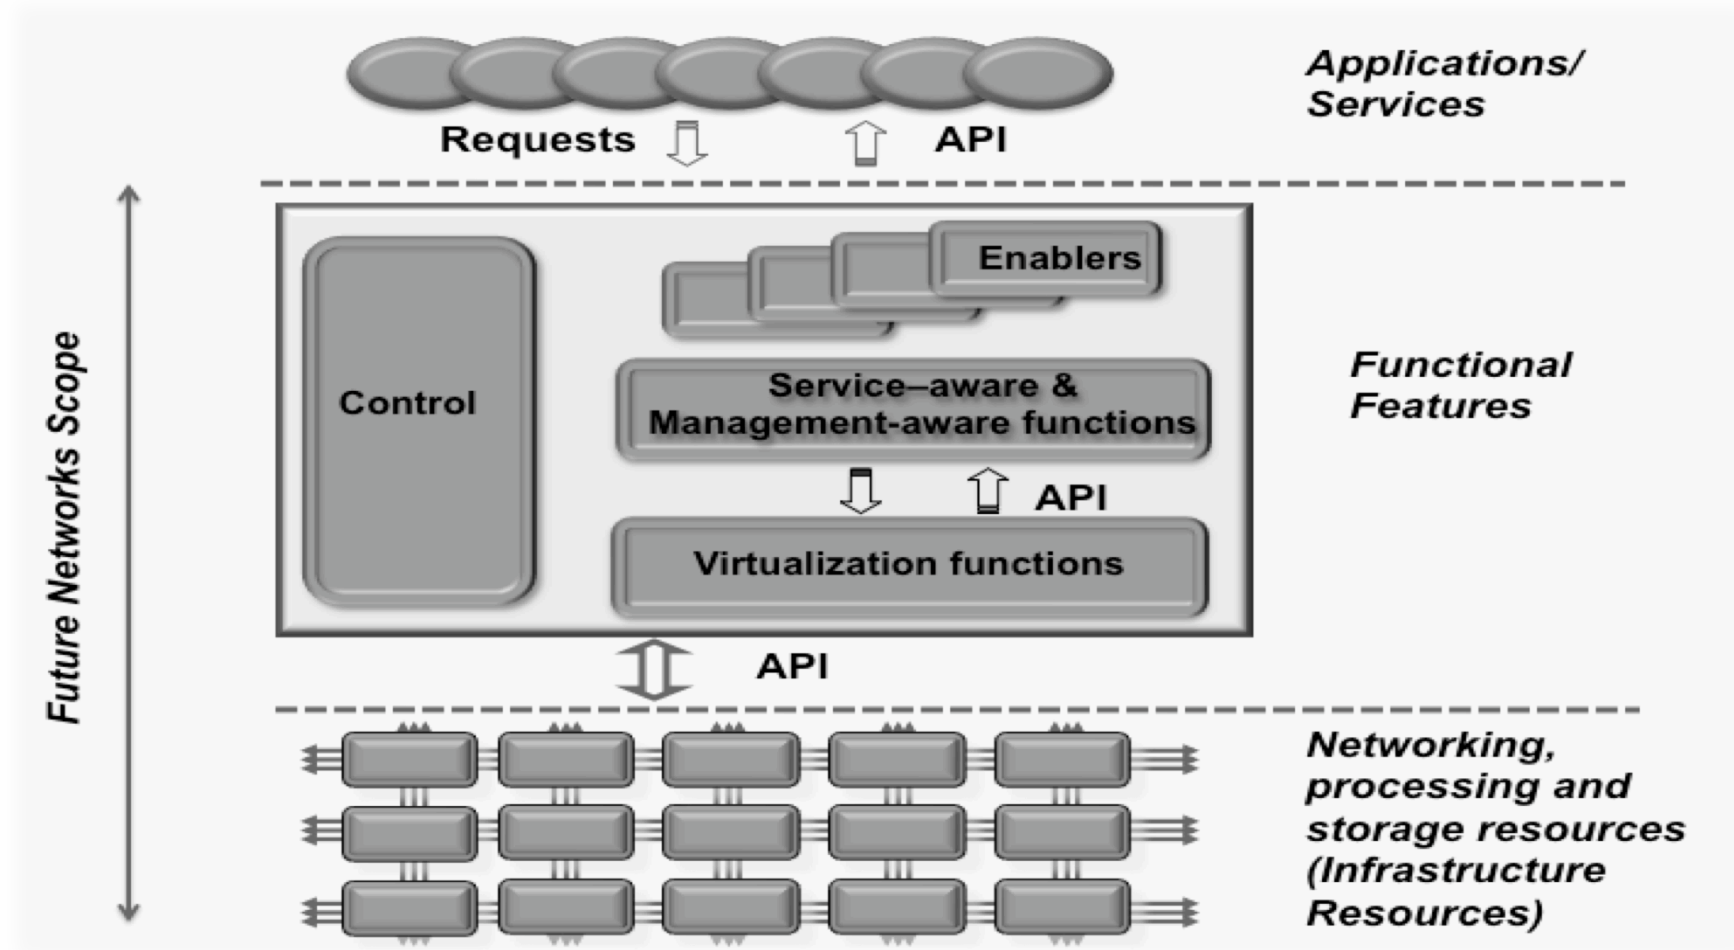 Applications/
Services
Requests
API
Future Networks Scope
Enablers
Control
Service–aware &
Management-aware functions
Functional
Features
API
Virtualization functions
API
Networking,
processing and
storage resources
(Infrastructure
Resources)